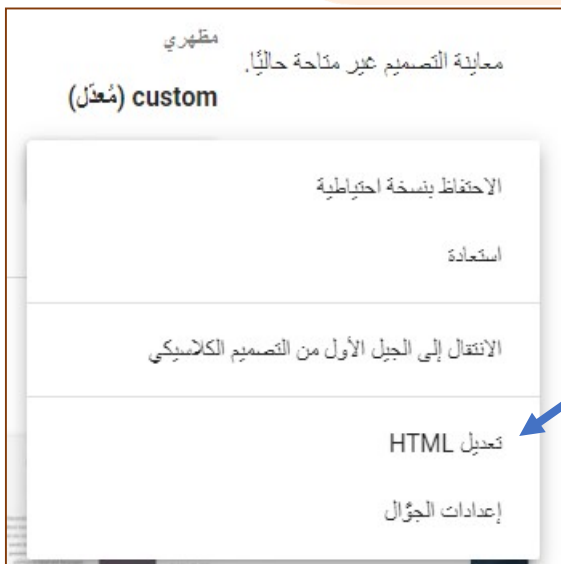 مظهري
معاينة التصميم غير متاحة حاليًا.
custom (مُعدّل)
الاحتفاظ بنسخة احتياطية
استعادة
الانتقال إلى الجيل الأول من التصميم الكلاسيكي
تعديل HTML
إعدادات الجوَّال